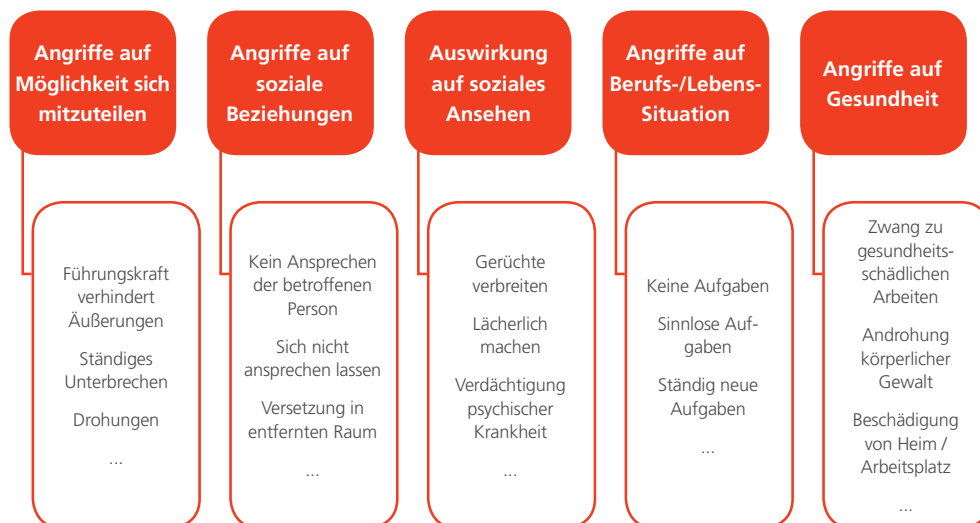 Angriffe auf
Möglichkeit sich
mitzuteilen
Angriffe auf
soziale
Beziehungen
Auswirkung
auf soziales
Ansehen
Angriffe auf
Berufs-/Lebens-
Situation
Angriffe auf
Gesundheit
Führungskraft
verhindert
Äußerungen
Ständiges
Unterbrechen
Drohungen
...
Kein Ansprechen
der betroffenen
Person
Sich nicht
ansprechen lassen
Versetzung in
entfernten Raum
...
Gerüchte
verbreiten
Lächerlich
machen
Verdächtigung
psychischer
Krankheit
...
Keine Aufgaben
Sinnlose Auf-
gaben
Ständig neue
Aufgaben
...
Zwang zu
gesundheits-
schädlichen
Arbeiten
Androhung
körperlicher
Gewalt
Beschädigung
von Heim /
Arbeitsplatz
...